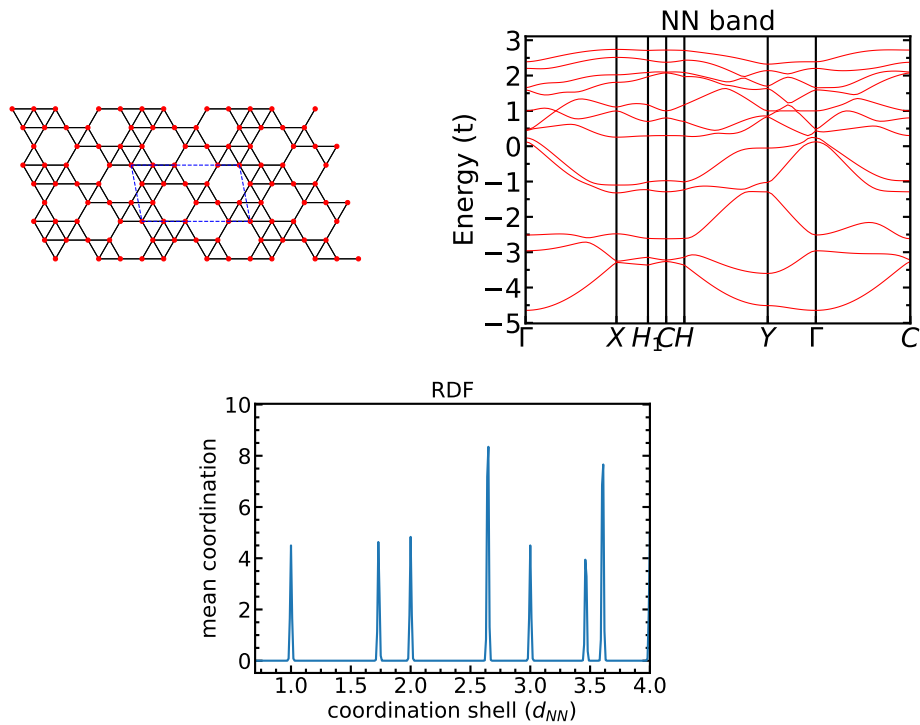 NN band
Energy (t)
3
2
1
0
−1
−2
−3
−4
−5
Γ X H₁ C H Y Γ C
RDF
mean coordination
10
8
6
4
2
0
1.0 1.5 2.0 2.5 3.0 3.5 4.0
coordination shell (d_NN)